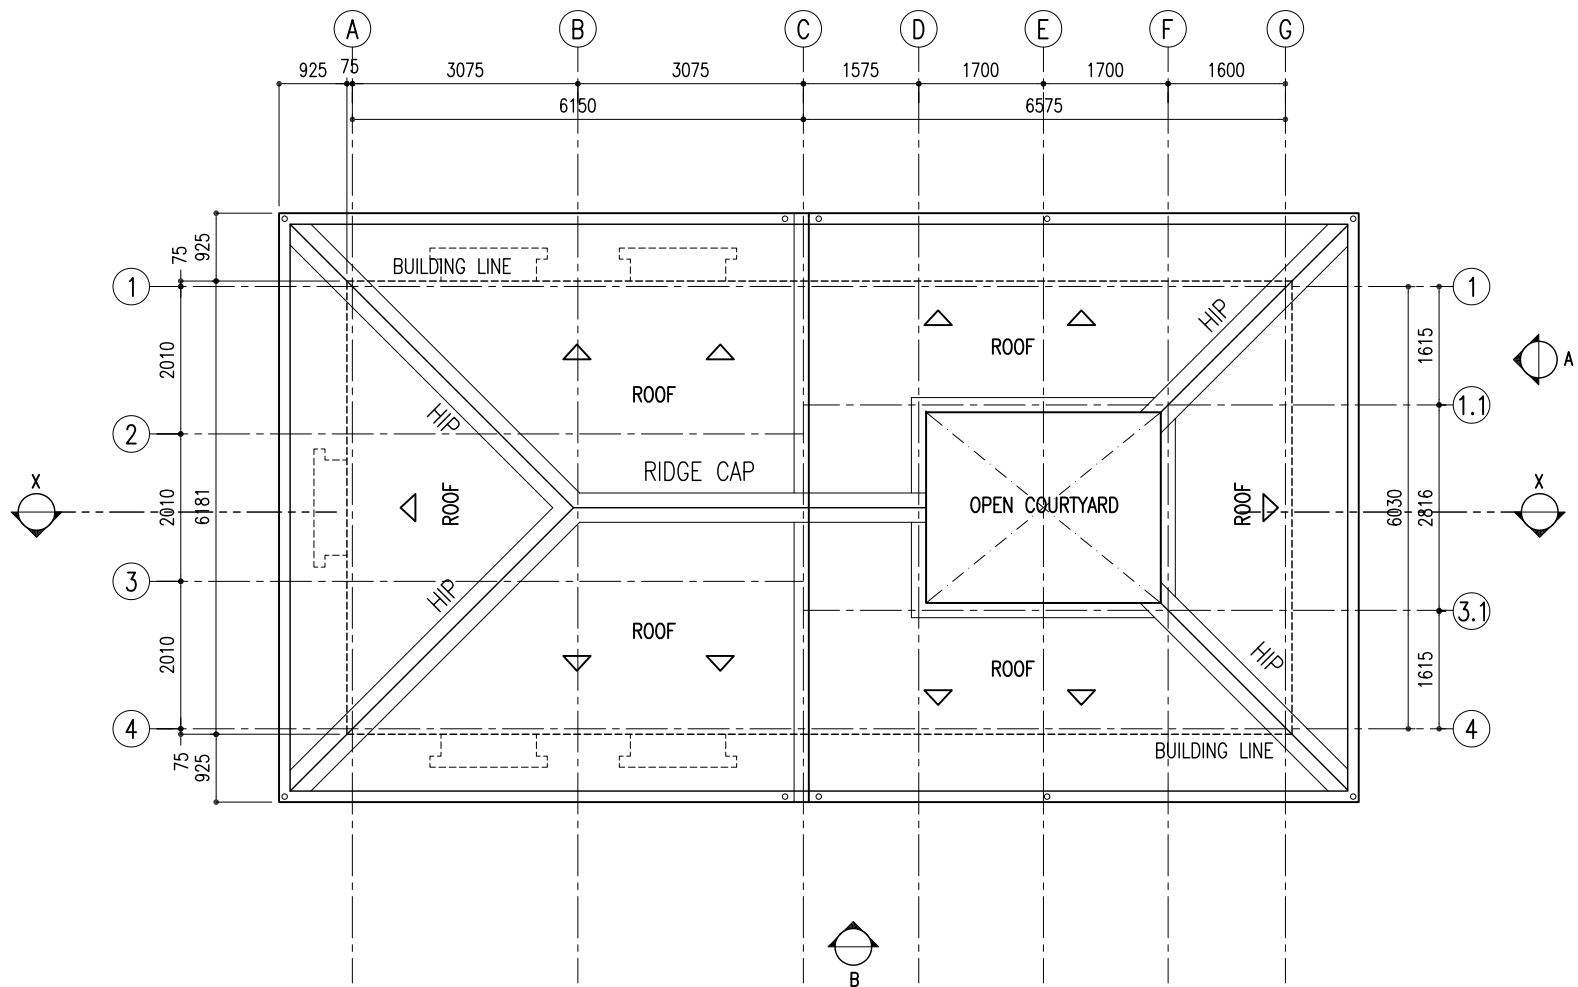 A B C D E F G
925 75 3075 3075 1575 1700 1700 1600
6150 6575
75 925
BUILDING LINE
1 1
HIP
ROOF
2010 1615
A
ROOF
HIP
1.1
2
RIDGE CAP
X X
ROOF OPEN COURTYARD ROOF
2010 6181 6030 2816
3
HIP
3.1
ROOF
2010 1615
HIP
ROOF
4 4
75 925
BUILDING LINE
B